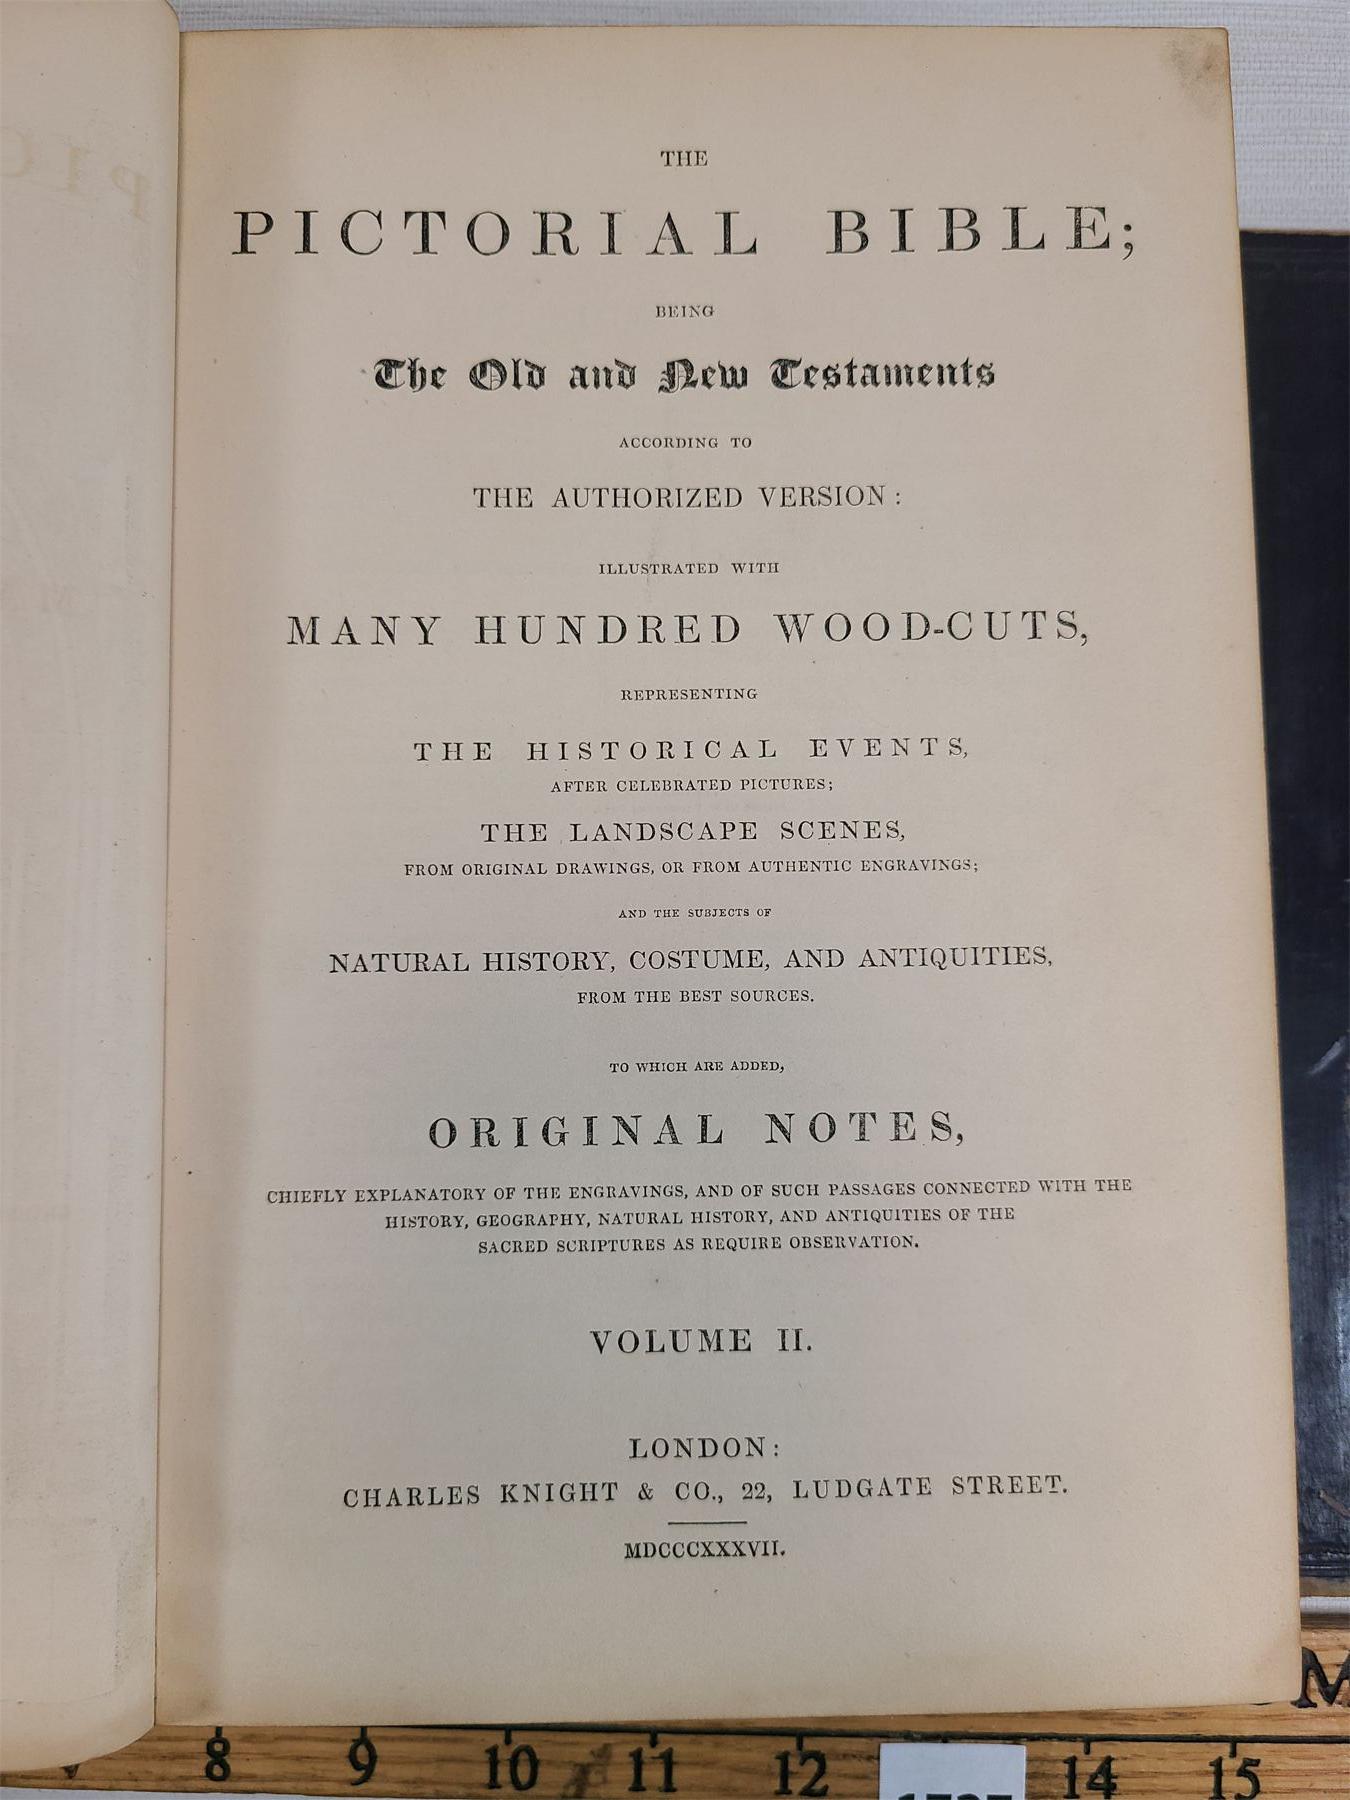 THE
PICTORIAL BIBLE;
BEING
The Old and New Testaments
ACCORDING TO
THE AUTHORIZED VERSION:
ILLUSTRATED WITH
MANY HUNDRED WOOD-CUTS,
REPRESENTING
THE HISTORICAL EVENTS,
AFTER CELEBRATED PICTURES;
THE LANDSCAPE SCENES,
FROM ORIGINAL DRAWINGS, OR FROM AUTHENTIC ENGRAVINGS;
AND THE SUBJECTS OF
NATURAL HISTORY, COSTUME, AND ANTIQUITIES,
FROM THE BEST SOURCES.
TO WHICH ARE ADDED,
ORIGINAL NOTES,
CHIEFLY EXPLANATORY OF THE ENGRAVINGS, AND OF SUCH PASSAGES CONNECTED WITH THE
HISTORY, GEOGRAPHY, NATURAL HISTORY, AND ANTIQUITIES OF THE
SACRED SCRIPTURES AS REQUIRE OBSERVATION.
VOLUME II.
LONDON:
CHARLES KNIGHT & CO., 22, LUDGATE STREET.
MDCCCXXXVII.
8 9 10 11 12 14 15